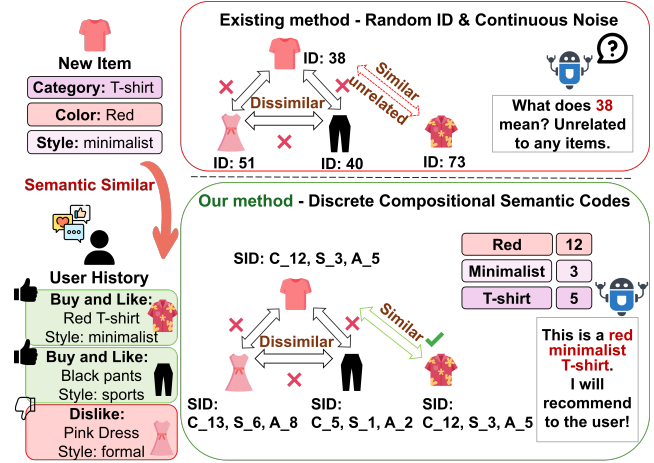 New Item
Category: T-shirt
Color: Red
Style: minimalist
Semantic Similar
User History
Buy and Like:
Red T-shirt
Style: minimalist
Buy and Like:
Black pants
Style: sports
Dislike:
Pink Dress
Style: formal
Existing method - Random ID & Continuous Noise
ID: 38
Dissimilar
Similar
unrelated
ID: 51
ID: 40
ID: 73
?
What does 38
mean? Unrelated
to any items.
Our method - Discrete Compositional Semantic Codes
SID: C_12, S_3, A_5
Dissimilar
Similar
SID:
C_13, S_6, A_8
SID:
C_5, S_1, A_2
SID:
C_12, S_3, A_5
Red 12
Minimalist 3
T-shirt 5
This is a red
minimalist
T-shirt.
I will
recommend
to the user!